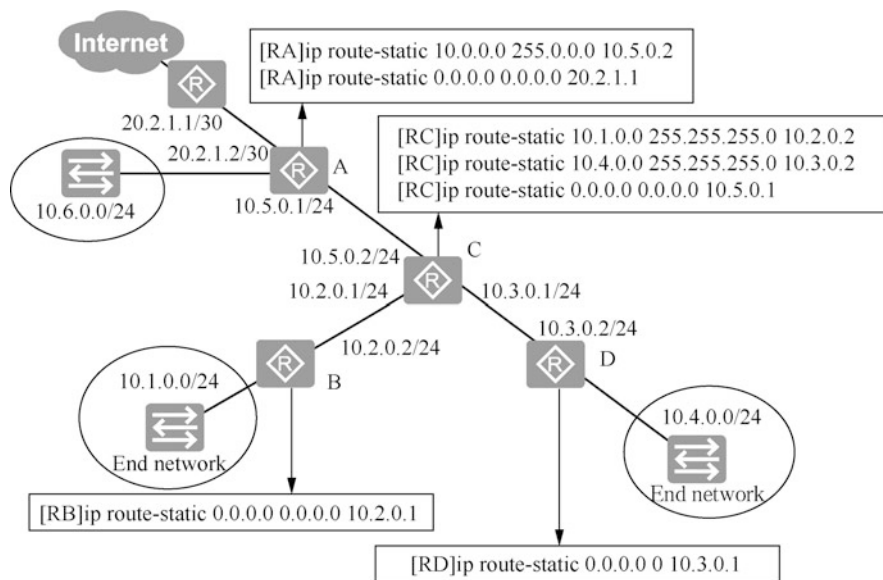 Internet
[RA]ip route-static 10.0.0.0 255.0.0.0 10.5.0.2
[RA]ip route-static 0.0.0.0 0.0.0.0 20.2.1.1
R
20.2.1.1/30
20.2.1.2/30
R
A
[RC]ip route-static 10.1.0.0 255.255.255.0 10.2.0.2
[RC]ip route-static 10.4.0.0 255.255.255.0 10.3.0.2
[RC]ip route-static 0.0.0.0 0.0.0.0 10.5.0.1
10.6.0.0/24
10.5.0.1/24
C
10.5.0.2/24
R
10.2.0.1/24
10.3.0.1/24
10.3.0.2/24
10.2.0.2/24
R
B
R
D
10.1.0.0/24
10.4.0.0/24
End network
End network
[RB]ip route-static 0.0.0.0 0.0.0.0 10.2.0.1
[RD]ip route-static 0.0.0.0 0 10.3.0.1